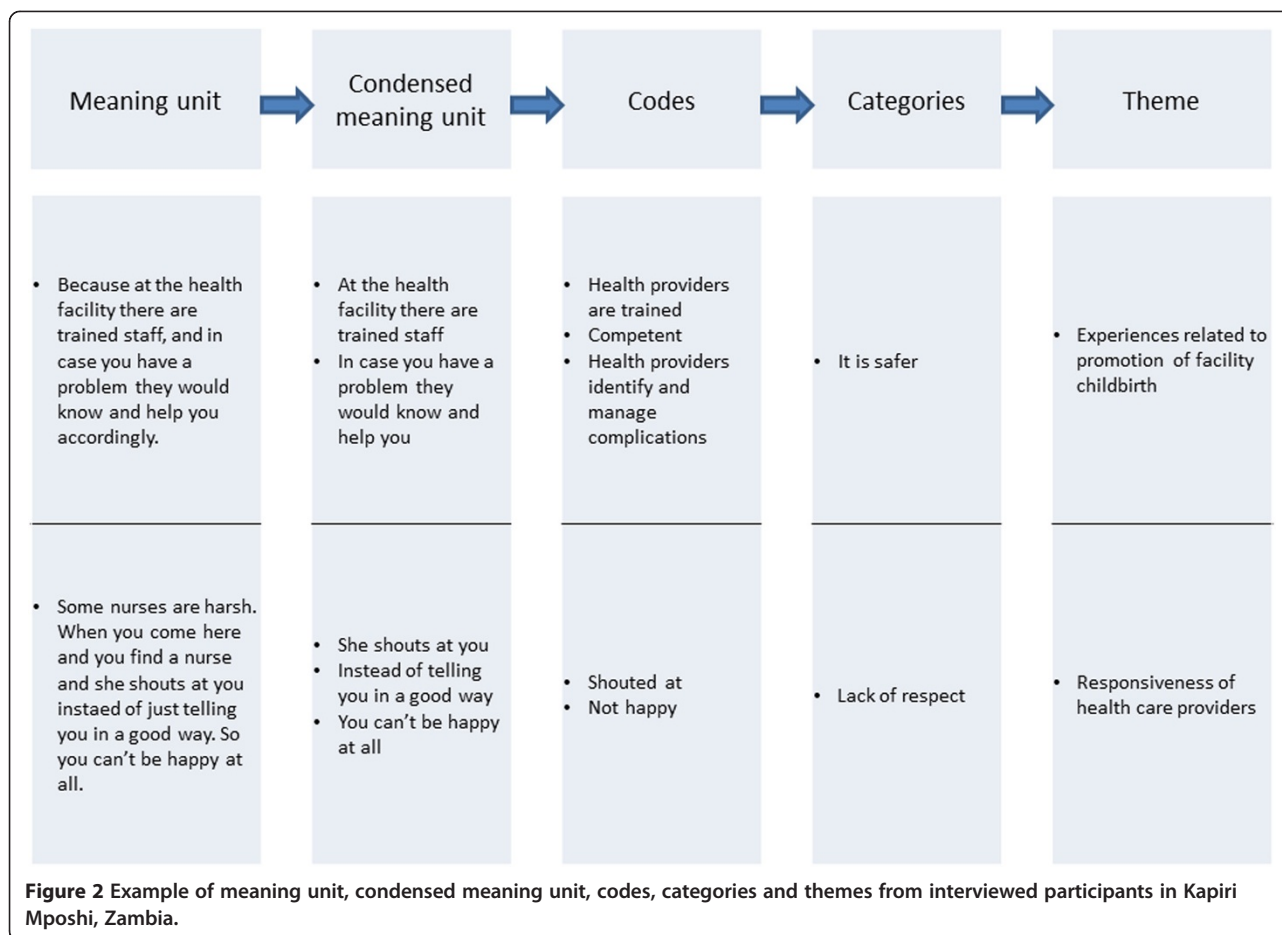 Meaning unit
Condensed
meaning unit
Codes
Categories
Theme
• Because at the health
facility there are
trained staff, and in
case you have a
problem they would
know and help you
accordingly.
• At the health
facility there are
trained staff
• In case you have a
problem they
would know and
help you
• Health providers
are trained
• Competent
• Health providers
identify and
manage
complications
• It is safer
• Experiences related to
promotion of facility
childbirth
• Some nurses are harsh.
When you come here
and you find a nurse
and she shouts at you
instaed of just telling
you in a good way. So
you can't be happy at
all.
• She shouts at you
• Instead of telling
you in a good way
• You can't be happy
at all
• Shouted at
• Not happy
• Lack of respect
• Responsiveness of
health care providers
Figure 2 Example of meaning unit, condensed meaning unit, codes, categories and themes from interviewed participants in Kapiri
Mposhi, Zambia.